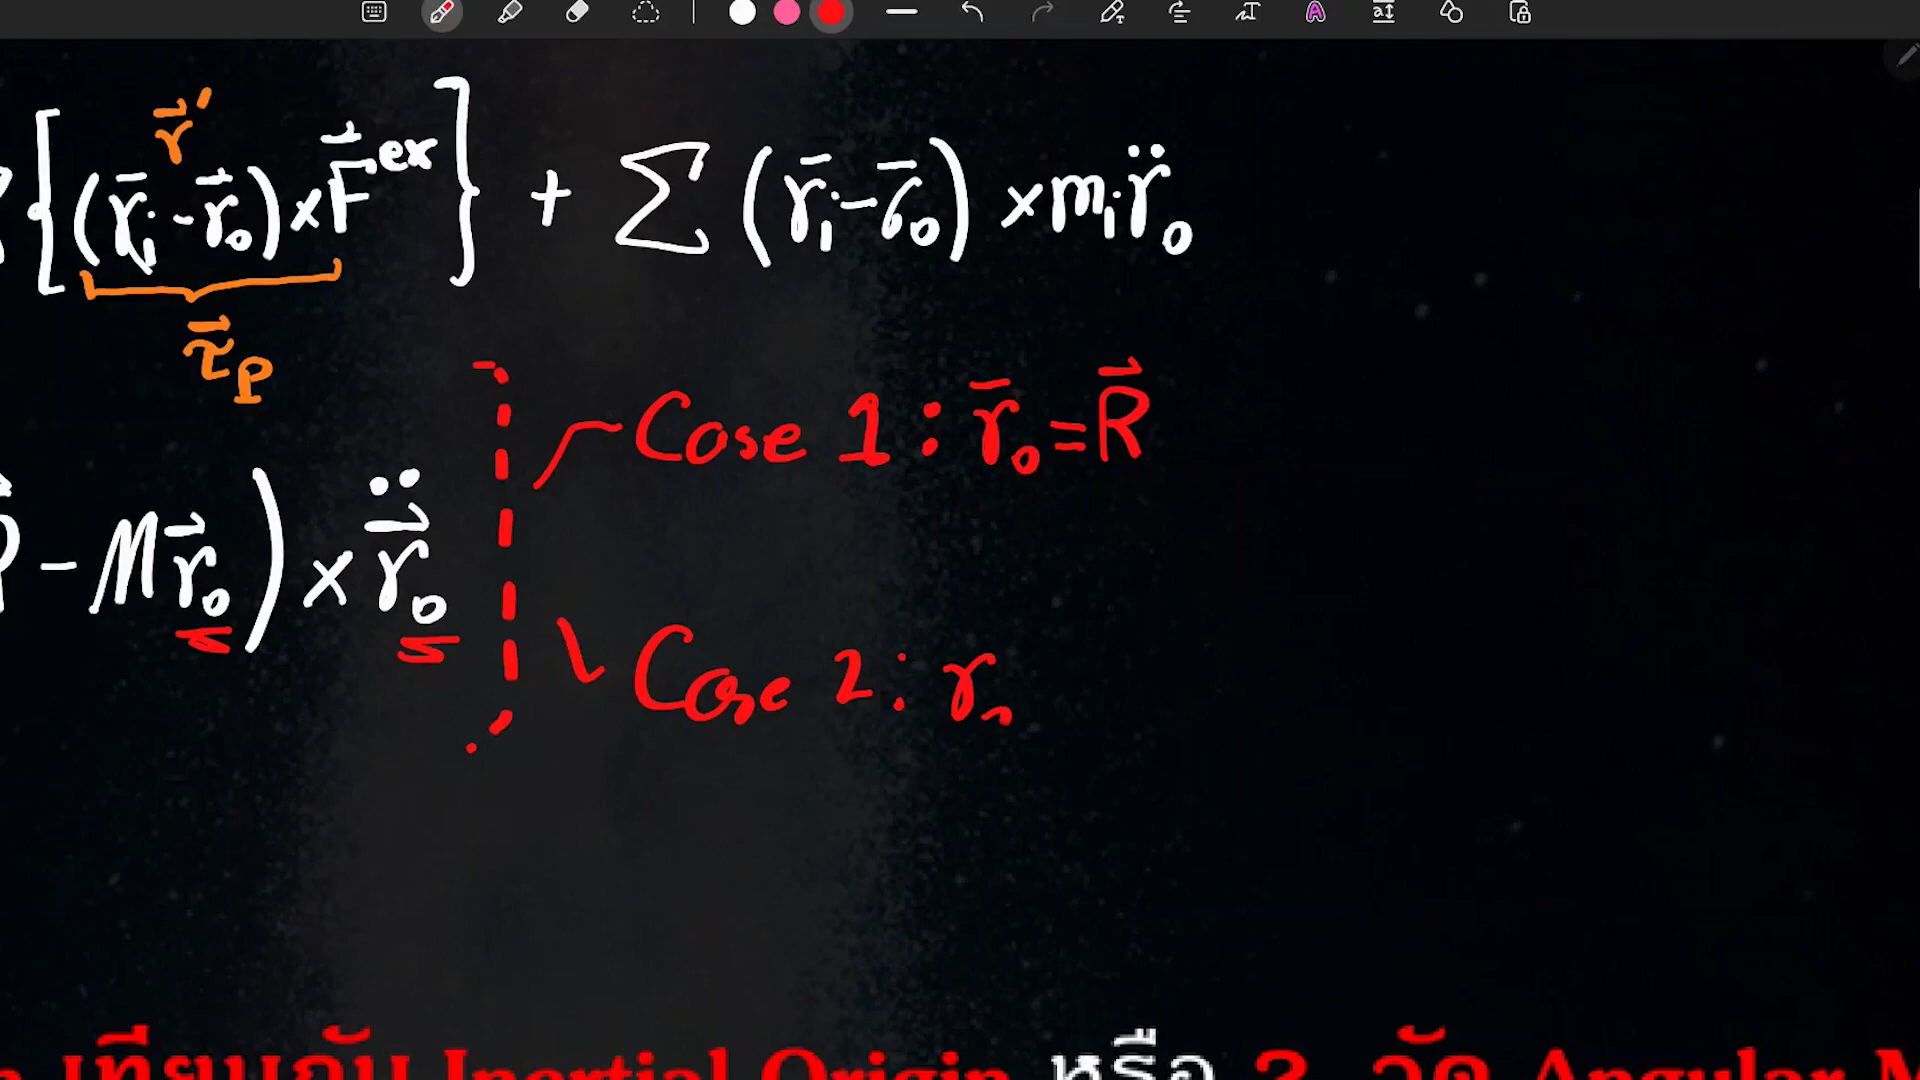 r⃗'
{(r̄ᵢ - r⃗₀) × F⃗ᵉˣ} + Σ (r̄ᵢ - r̄₀) × mᵢ r̈₀
τ⃗ₚ
Case 1 : r̄₀ = R⃗
- M r⃗₀) × r⃗̈₀
Case 2 : r
เทียบกับ Inertial Origin หรือ 2. วัด Angular M